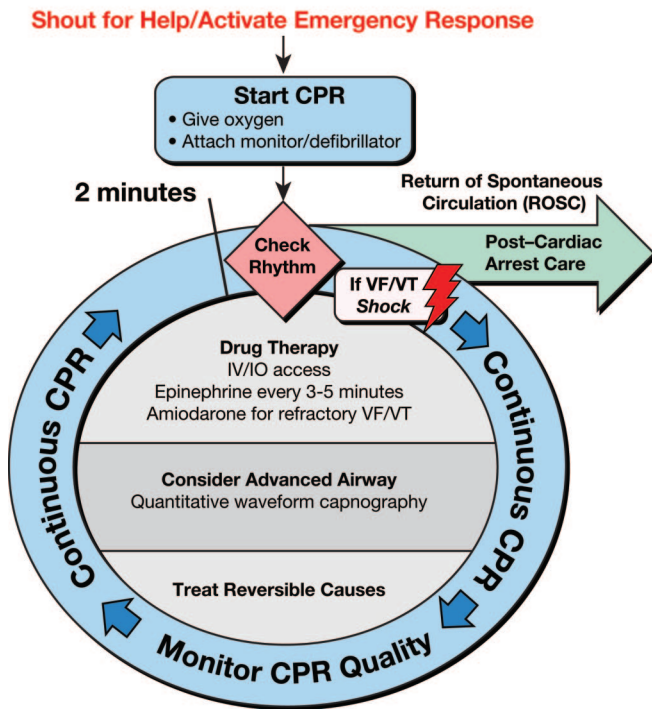 Shout for Help/Activate Emergency Response
Start CPR
• Give oxygen
• Attach monitor/defibrillator
2 minutes
Check
Rhythm
Return of Spontaneous
Circulation (ROSC)
Post–Cardiac
Arrest Care
If VF/VT
Shock
Drug Therapy
IV/IO access
Epinephrine every 3-5 minutes
Amiodarone for refractory VF/VT
Consider Advanced Airway
Quantitative waveform capnography
Treat Reversible Causes
Continuous CPR
Continuous CPR
Monitor CPR Quality